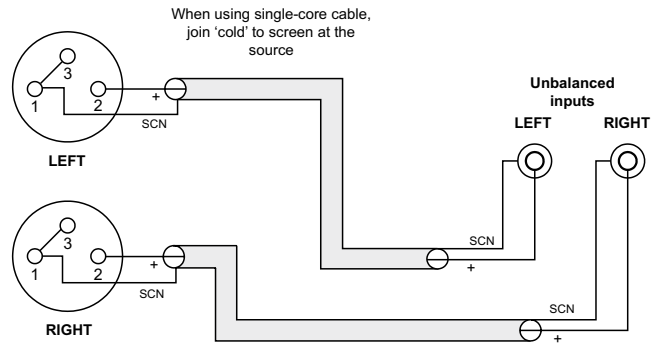 When using single-core cable,
join ‘cold’ to screen at the
source
Unbalanced
inputs
LEFT
RIGHT
3
1
2
+
SCN
LEFT
SCN
+
3
1
2
+
SCN
RIGHT
SCN
+